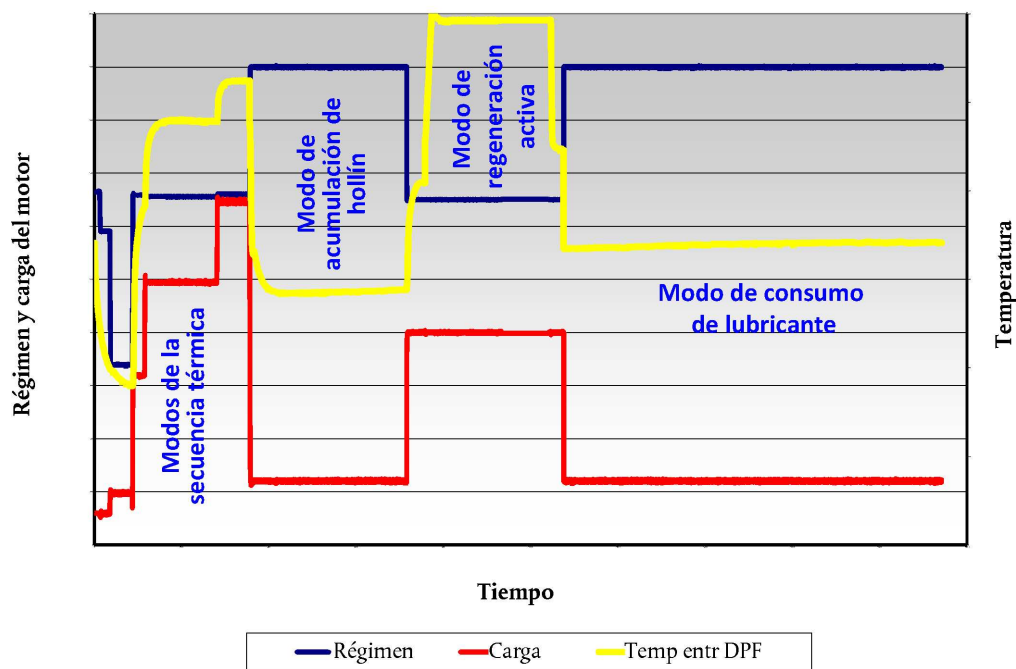 Régimen y carga del motor
Modos de la
secuencia térmica
Modo de
acumulación de
hollín
Modo de
regeneración
activa
Modo de consumo
de lubricante
Temperatura
Tiempo
Régimen
Carga
Temp entr DPF